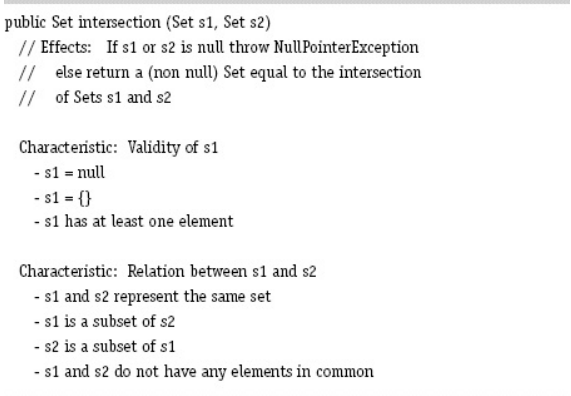 public Set intersection (Set s1, Set s2)
// Effects: If s1 or s2 is null throw NullPointerException
// else return a (non null) Set equal to the intersection
// of Sets s1 and s2
Characteristic: Validity of s1
- s1 = null
- s1 = {}
- s1 has at least one element
Characteristic: Relation between s1 and s2
- s1 and s2 represent the same set
- s1 is a subset of s2
- s2 is a subset of s1
- s1 and s2 do not have any elements in common